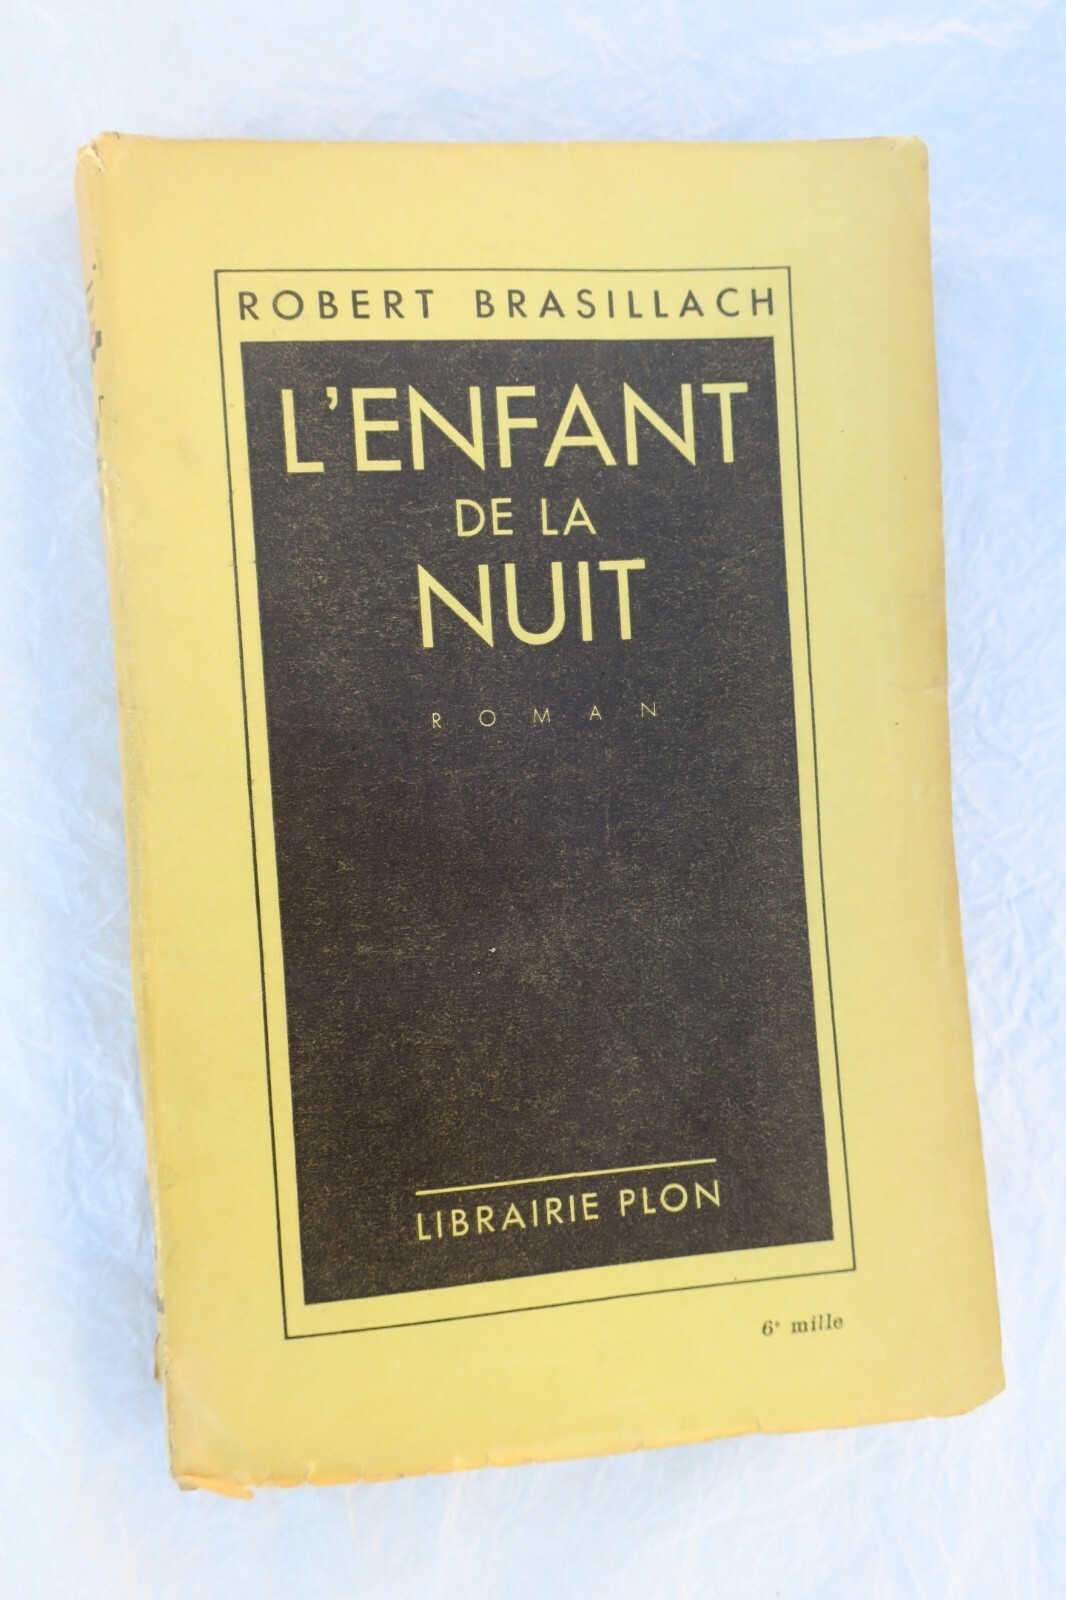 ROBERT BRASILLACH
L'ENFANT
DE LA
NUIT
ROMAN
LIBRAIRIE PLON
6e mille